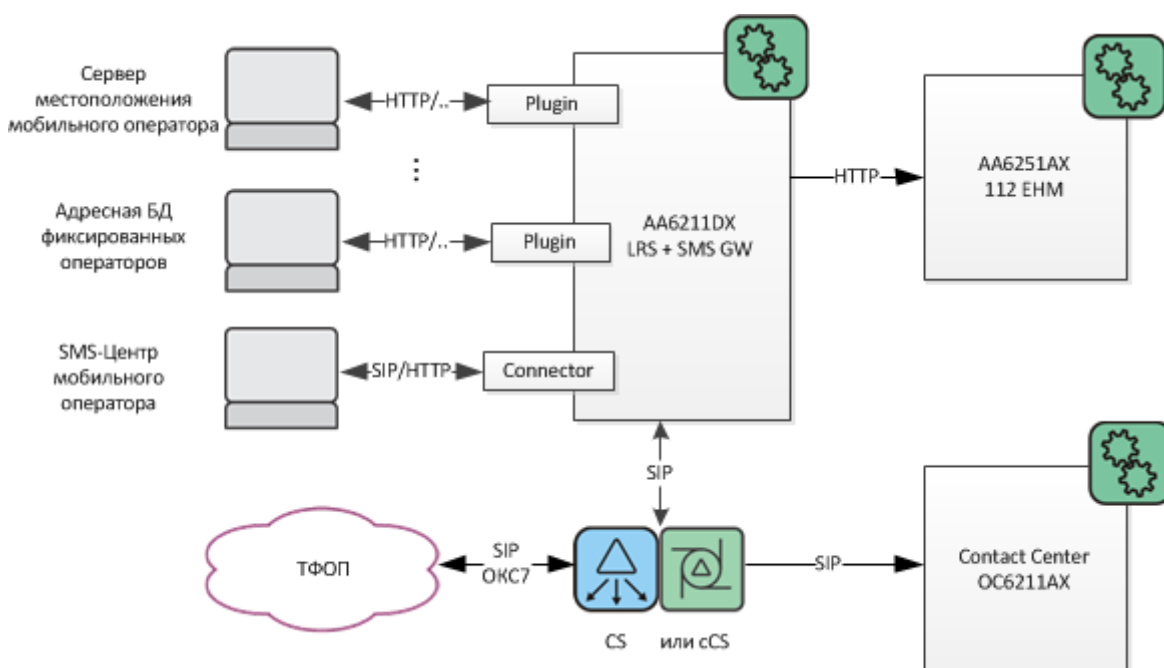 Сервер
местоположения
мобильного оператора
HTTP/..
Plugin
Адресная БД
фиксированных
операторов
HTTP/..
Plugin
SMS-Центр
мобильного
оператора
SIP/HTTP
Connector
AA6211DX
LRS + SMS GW
HTTP
AA6251AX
112 EHM
SIP
ТФОП
SIP
ОКС7
CS
или cCS
SIP
Contact Center
OC6211AX